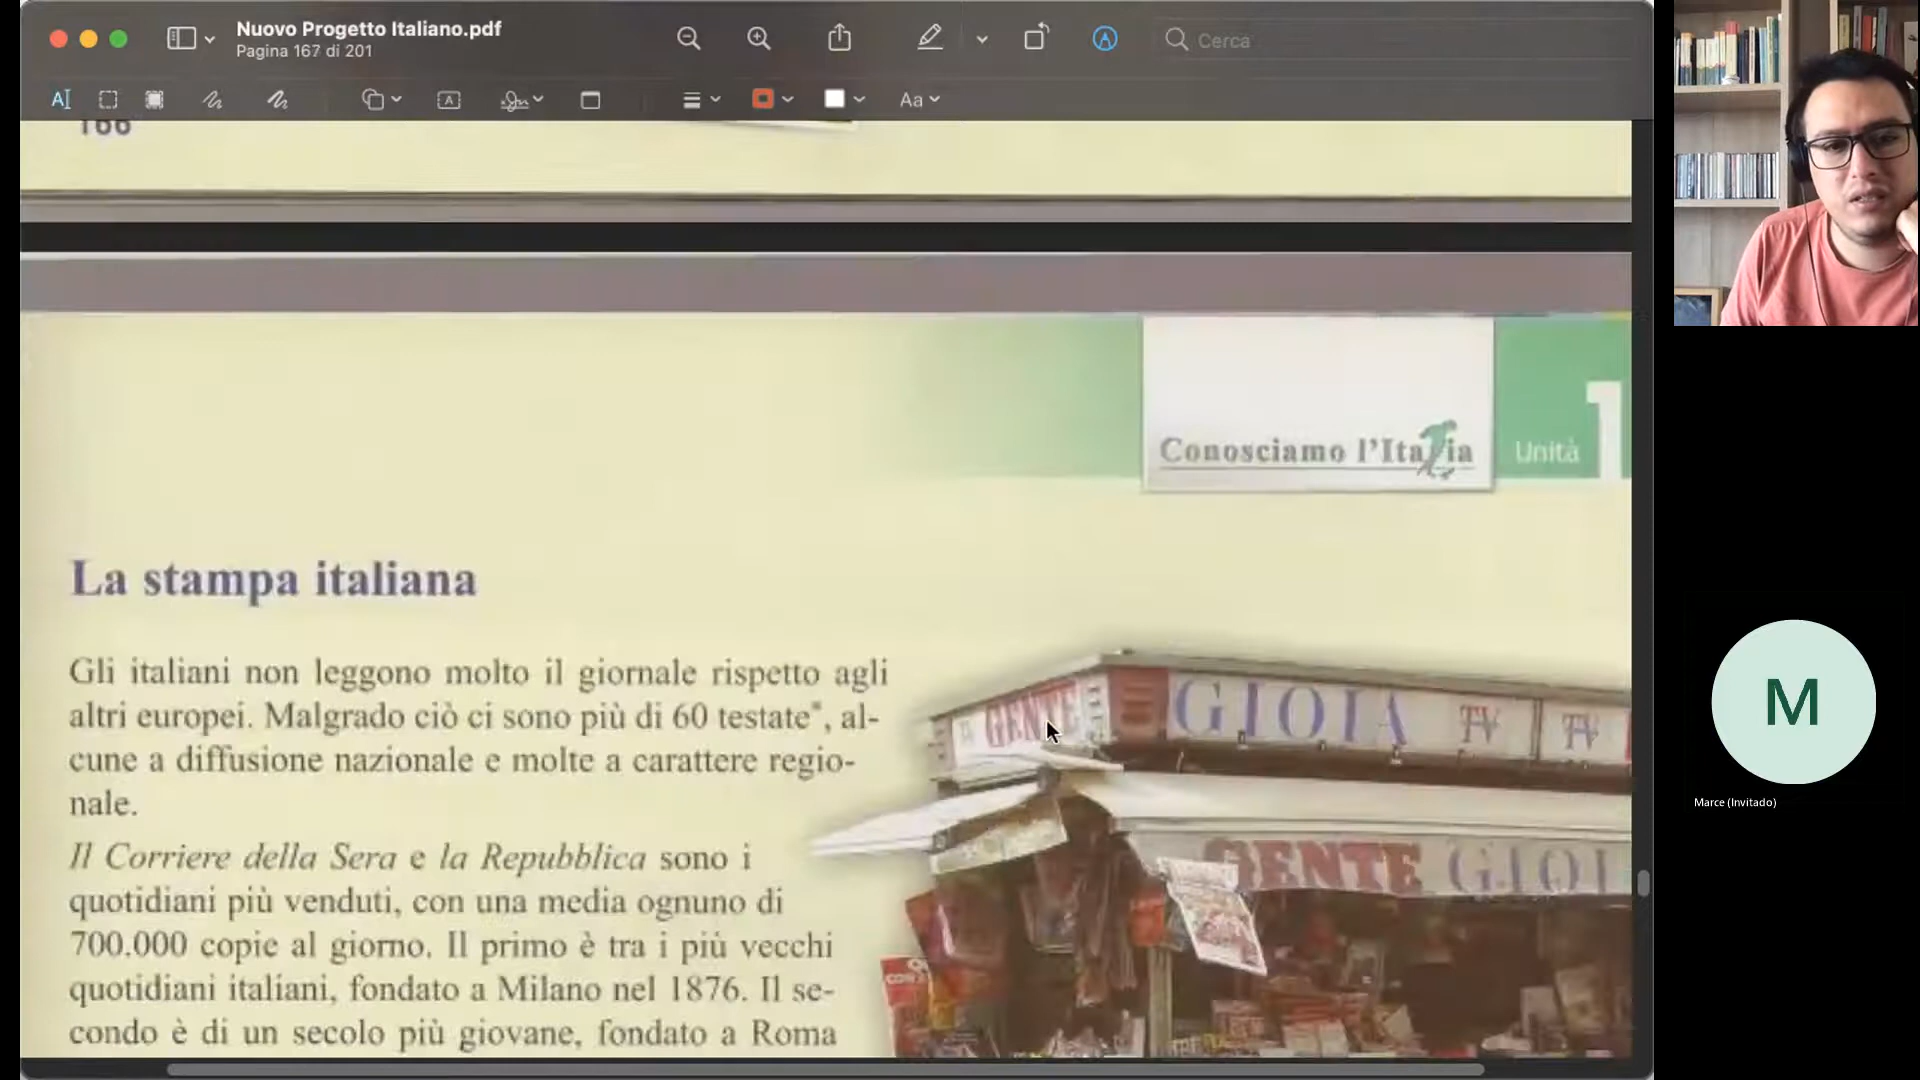 Nuovo Progetto Italiano.pdf
Pagina 167 di 201
Cerca
Aa
166
Conosciamo l'Italia
Unità
1
La stampa italiana
Gli italiani non leggono molto il giornale rispetto agli
altri europei. Malgrado ciò ci sono più di 60 testate*, al-
cune a diffusione nazionale e molte a carattere regio-
nale.
Il Corriere della Sera e la Repubblica sono i
quotidiani più venduti, con una media ognuno di
700.000 copie al giorno. Il primo è tra i più vecchi
quotidiani italiani, fondato a Milano nel 1876. Il se-
condo è di un secolo più giovane, fondato a Roma
GENTE GIOIA TV TV
GENTE GIOI
M
Marce (Invitado)